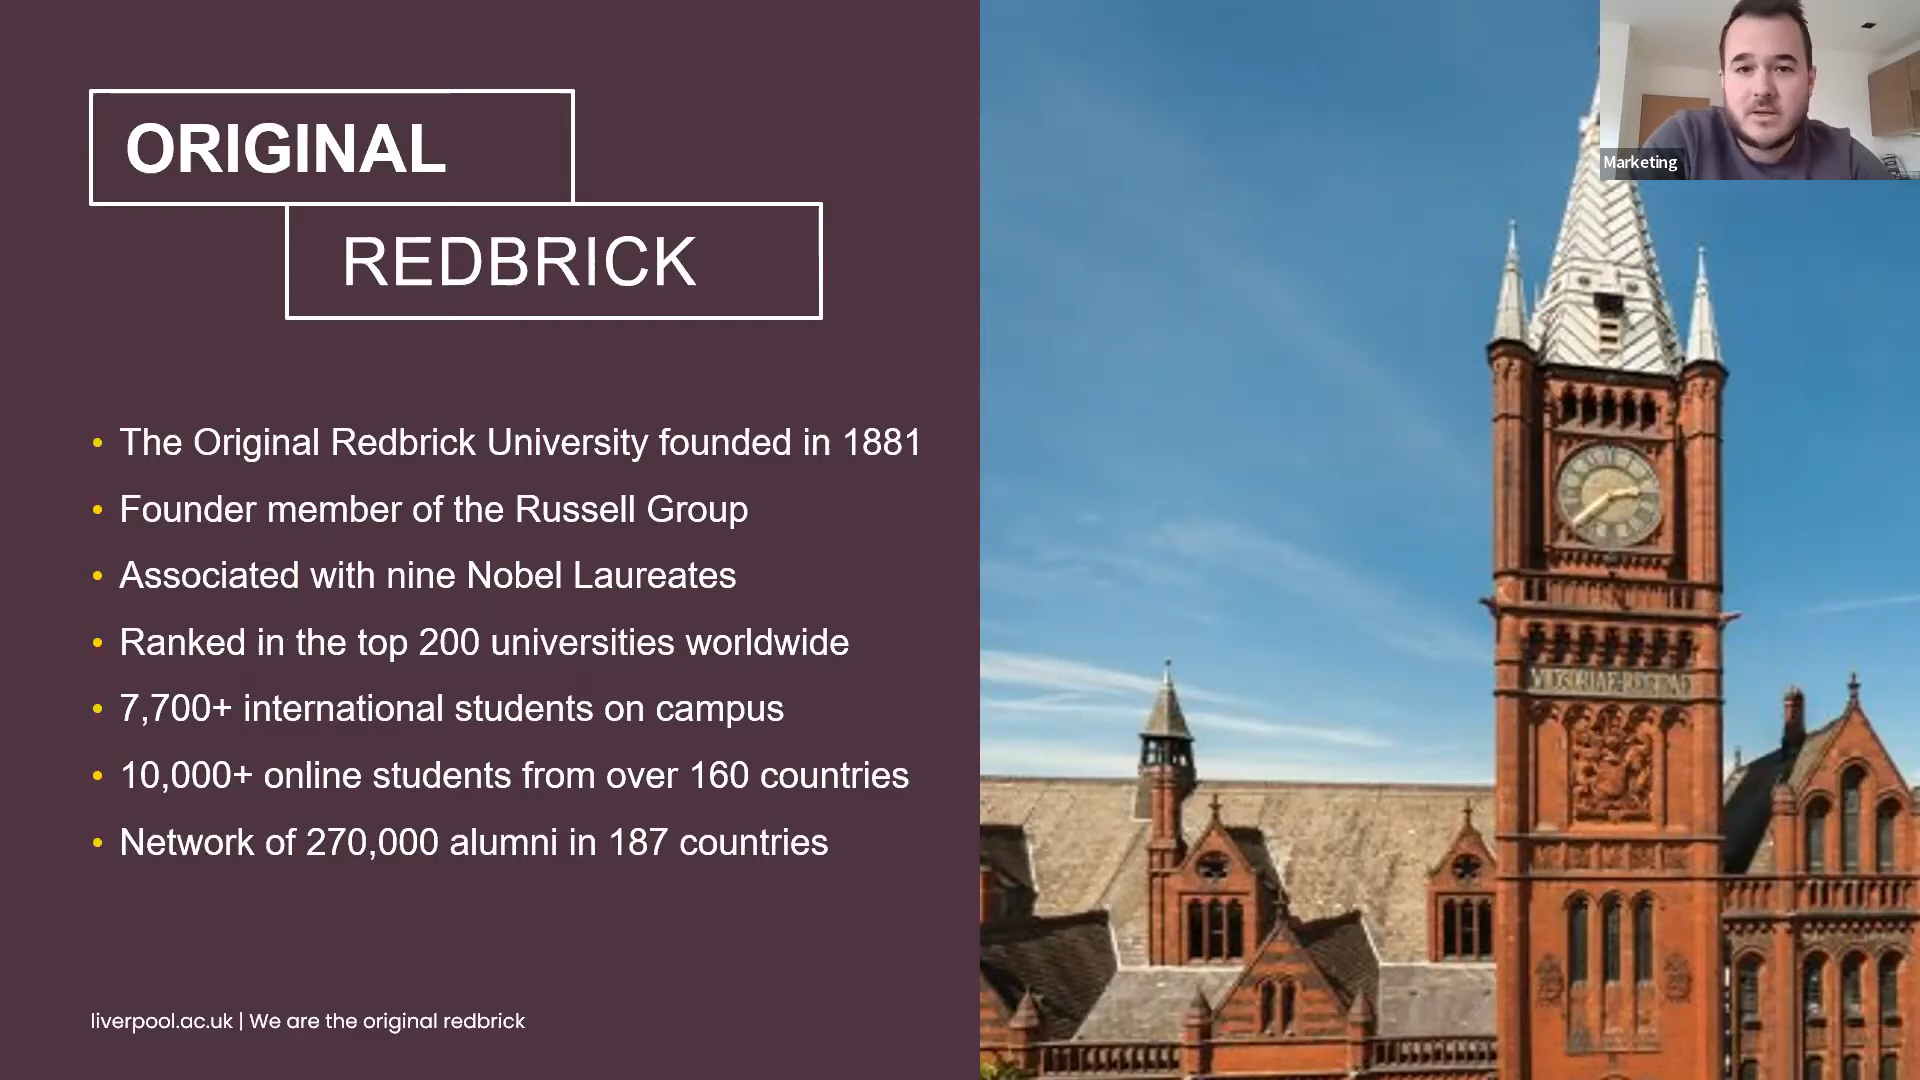 Marketing
ORIGINAL
REDBRICK
• The Original Redbrick University founded in 1881
• Founder member of the Russell Group
• Associated with nine Nobel Laureates
• Ranked in the top 200 universities worldwide
• 7,700+ international students on campus
• 10,000+ online students from over 160 countries
• Network of 270,000 alumni in 187 countries
liverpool.ac.uk | We are the original redbrick